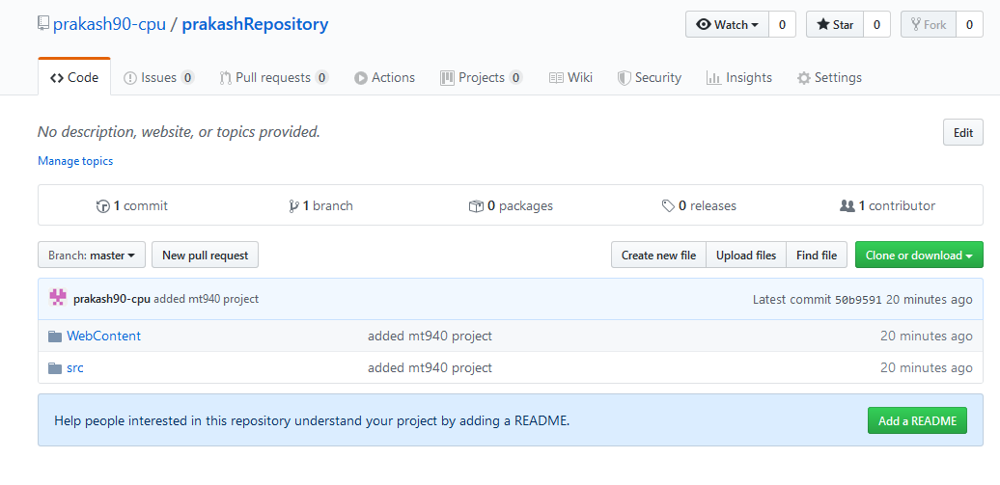 prakash90-cpu / prakashRepository Watch 0 Star 0 Fork 0
Code Issues 0 Pull requests 0 Actions Projects 0 Wiki Security Insights Settings
No description, website, or topics provided. Edit
Manage topics
1 commit 1 branch 0 packages 0 releases 1 contributor
Branch: master New pull request Create new file Upload files Find file Clone or download
prakash90-cpu added mt940 project Latest commit 50b9591 20 minutes ago
WebContent added mt940 project 20 minutes ago
src added mt940 project 20 minutes ago
Help people interested in this repository understand your project by adding a README. Add a README